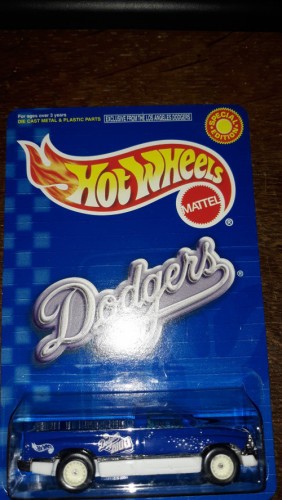 For ages over 3 years
DIE CAST METAL & PLASTIC PARTS
EXCLUSIVE FROM THE LOS ANGELES DODGERS
SPECIAL EDITION
Hot Wheels
MATTEL
®
Dodgers
®